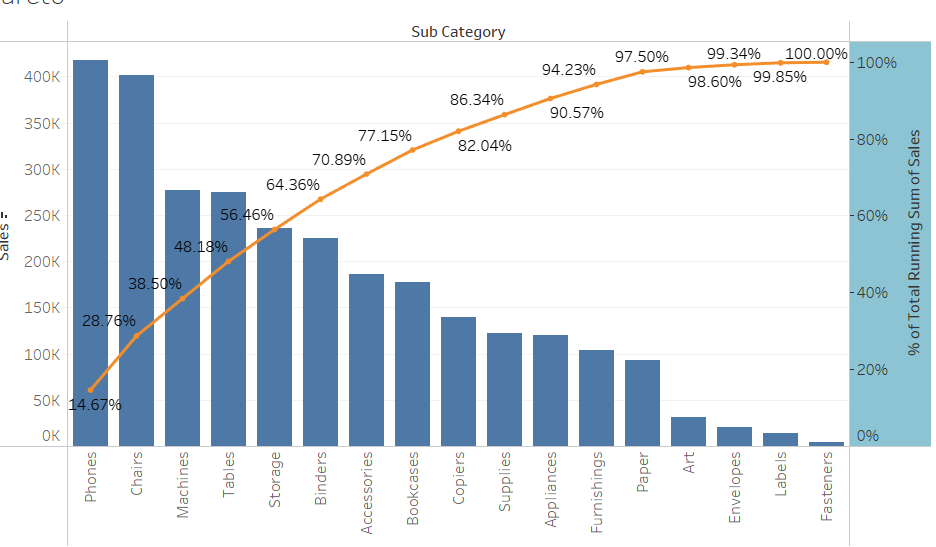 Sub Category
Sales
400K
350K
300K
250K
200K
150K
100K
50K
0K
14.67%
28.76%
38.50%
48.18%
56.46%
64.36%
70.89%
77.15%
82.04%
86.34%
90.57%
94.23%
97.50%
98.60%
99.34%
99.85%
100.00%
100%
80%
60%
40%
20%
0%
% of Total Running Sum of Sales
Phones
Chairs
Machines
Tables
Storage
Binders
Accessories
Bookcases
Copiers
Supplies
Appliances
Furnishings
Paper
Art
Envelopes
Labels
Fasteners